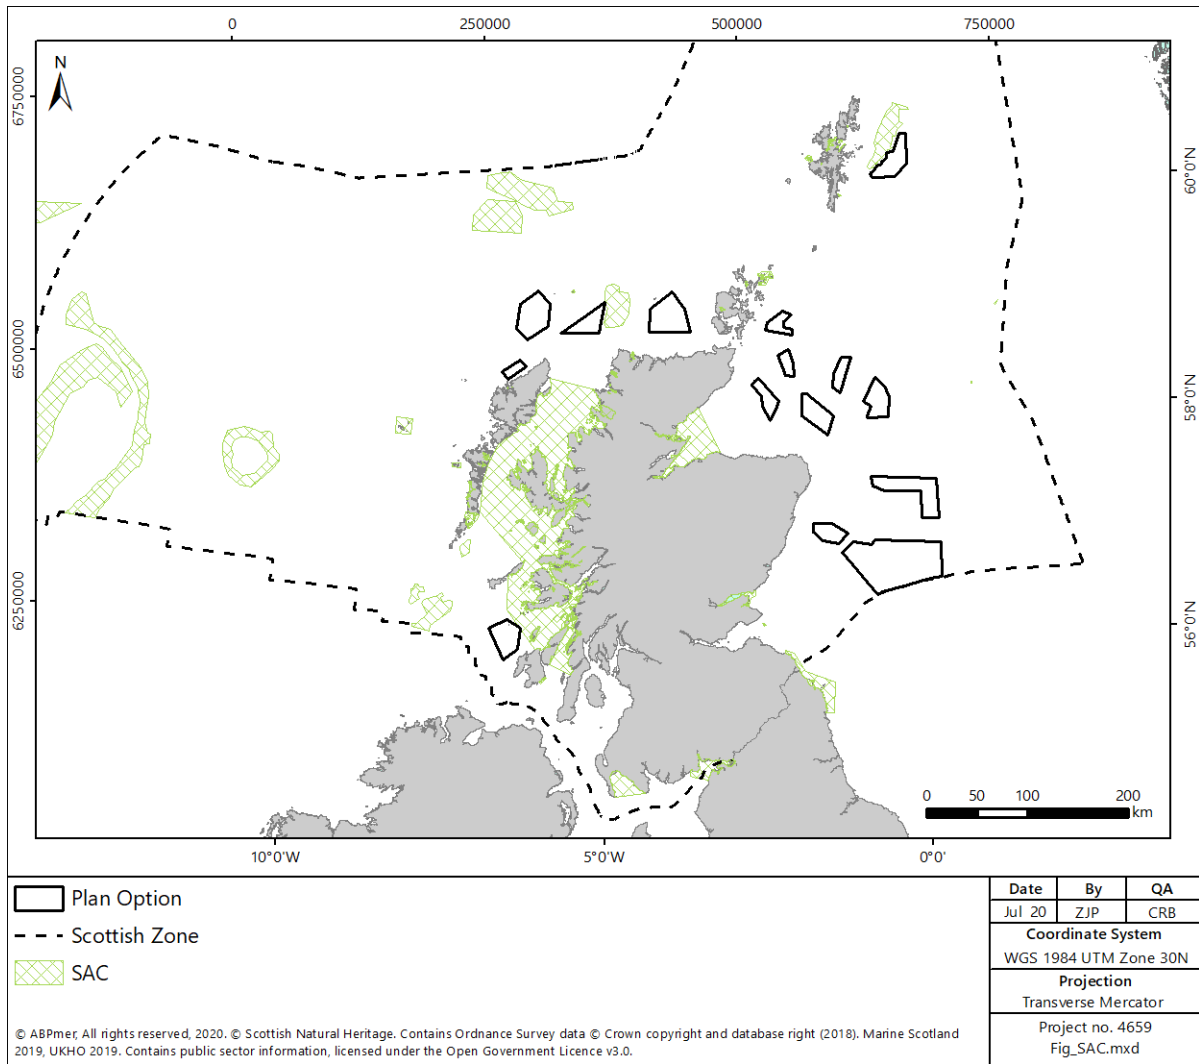 0 250000 500000 750000
N
6750000
6500000
6250000
60°0'N
58°0'N
56°0'N
0 50 100 200
km
10°0'W 5°0'W 0°0'
Plan Option
Scottish Zone
SAC
Date By QA
Jul 20 ZJP CRB
Coordinate System
WGS 1984 UTM Zone 30N
Projection
Transverse Mercator
Project no. 4659
Fig_SAC.mxd
© ABPmer, All rights reserved, 2020. © Scottish Natural Heritage. Contains Ordnance Survey data © Crown copyright and database right (2018). Marine Scotland
2019, UKHO 2019. Contains public sector information, licensed under the Open Government Licence v3.0.